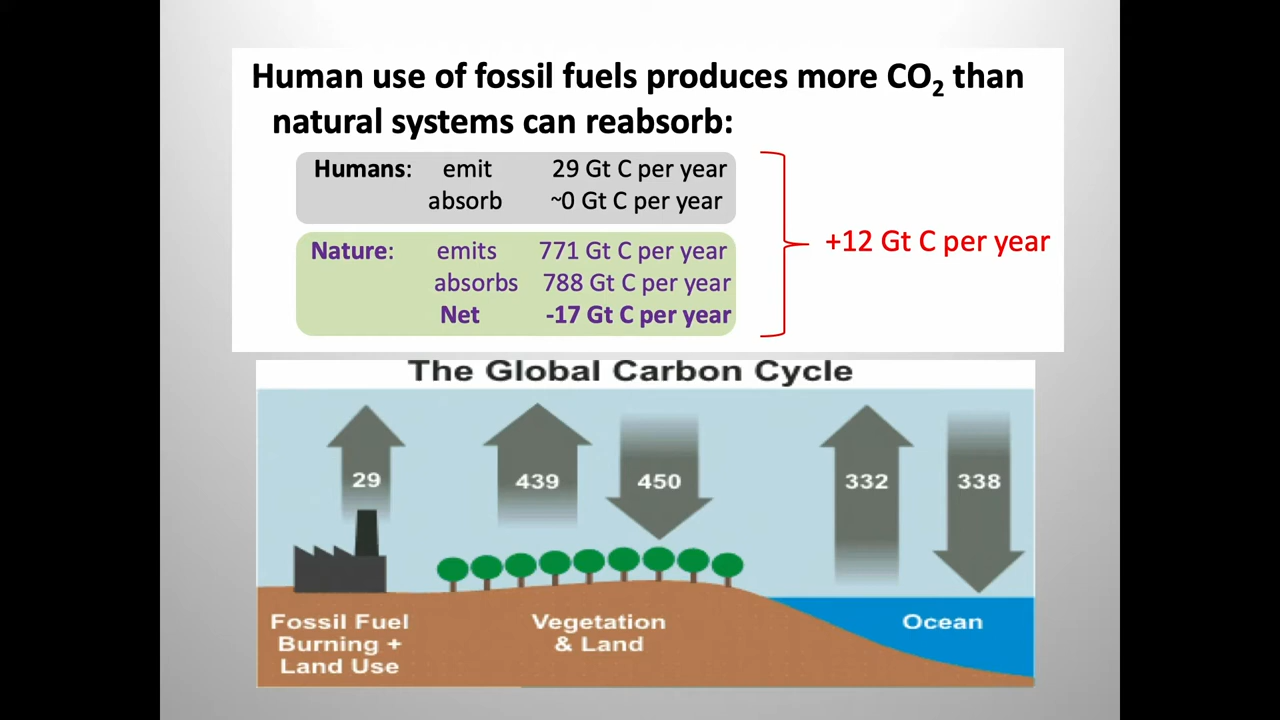 Human use of fossil fuels produces more CO₂ than
natural systems can reabsorb:
Humans: emit 29 Gt C per year
absorb ~0 Gt C per year
Nature: emits 771 Gt C per year
absorbs 788 Gt C per year
Net -17 Gt C per year
+12 Gt C per year
The Global Carbon Cycle
29
439
450
332
338
Fossil Fuel
Burning +
Land Use
Vegetation
& Land
Ocean